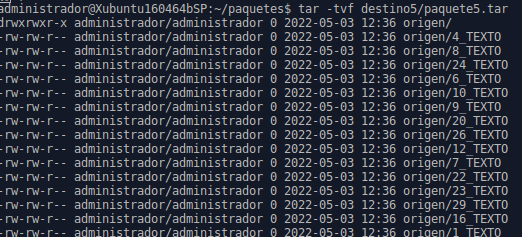 administrador@Xubuntu160464bSP:~/paquetes$ tar -tvf destino5/paquete5.tar
drwxrwxr-x administrador/administrador 0 2022-05-03 12:36 origen/
-rw-rw-r-- administrador/administrador 0 2022-05-03 12:36 origen/4_TEXTO
-rw-rw-r-- administrador/administrador 0 2022-05-03 12:36 origen/8_TEXTO
-rw-rw-r-- administrador/administrador 0 2022-05-03 12:36 origen/24_TEXTO
-rw-rw-r-- administrador/administrador 0 2022-05-03 12:36 origen/6_TEXTO
-rw-rw-r-- administrador/administrador 0 2022-05-03 12:36 origen/10_TEXTO
-rw-rw-r-- administrador/administrador 0 2022-05-03 12:36 origen/9_TEXTO
-rw-rw-r-- administrador/administrador 0 2022-05-03 12:36 origen/20_TEXTO
-rw-rw-r-- administrador/administrador 0 2022-05-03 12:36 origen/26_TEXTO
-rw-rw-r-- administrador/administrador 0 2022-05-03 12:36 origen/12_TEXTO
-rw-rw-r-- administrador/administrador 0 2022-05-03 12:36 origen/7_TEXTO
-rw-rw-r-- administrador/administrador 0 2022-05-03 12:36 origen/22_TEXTO
-rw-rw-r-- administrador/administrador 0 2022-05-03 12:36 origen/23_TEXTO
-rw-rw-r-- administrador/administrador 0 2022-05-03 12:36 origen/29_TEXTO
-rw-rw-r-- administrador/administrador 0 2022-05-03 12:36 origen/16_TEXTO
-rw-rw-r-- administrador/administrador 0 2022-05-03 12:36 origen/1_TEXTO